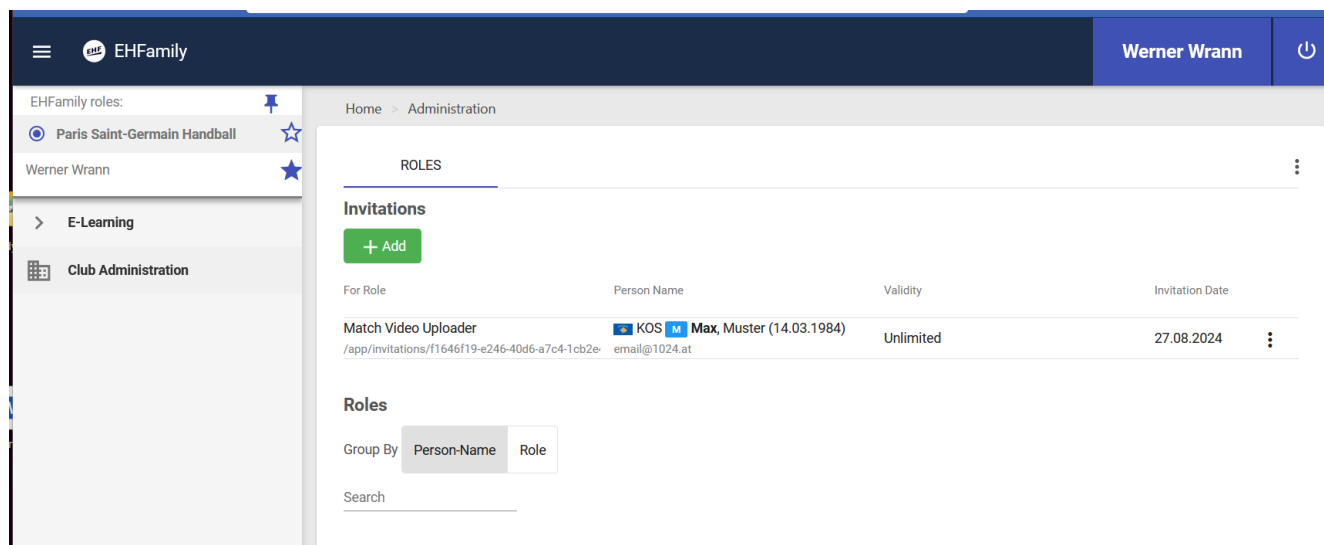 EHF EHFamily
Werner Wrann
EHFamily roles:
Paris Saint-Germain Handball
Werner Wrann
E-Learning
Club Administration
Home > Administration
ROLES
Invitations
+ Add
For Role Person Name Validity Invitation Date
Match Video Uploader KOS M Max, Muster (14.03.1984) Unlimited 27.08.2024
/app/invitations/f1646f19-e246-40d6-a7c4-1cb2e email@1024.at
Roles
Group By Person-Name Role
Search